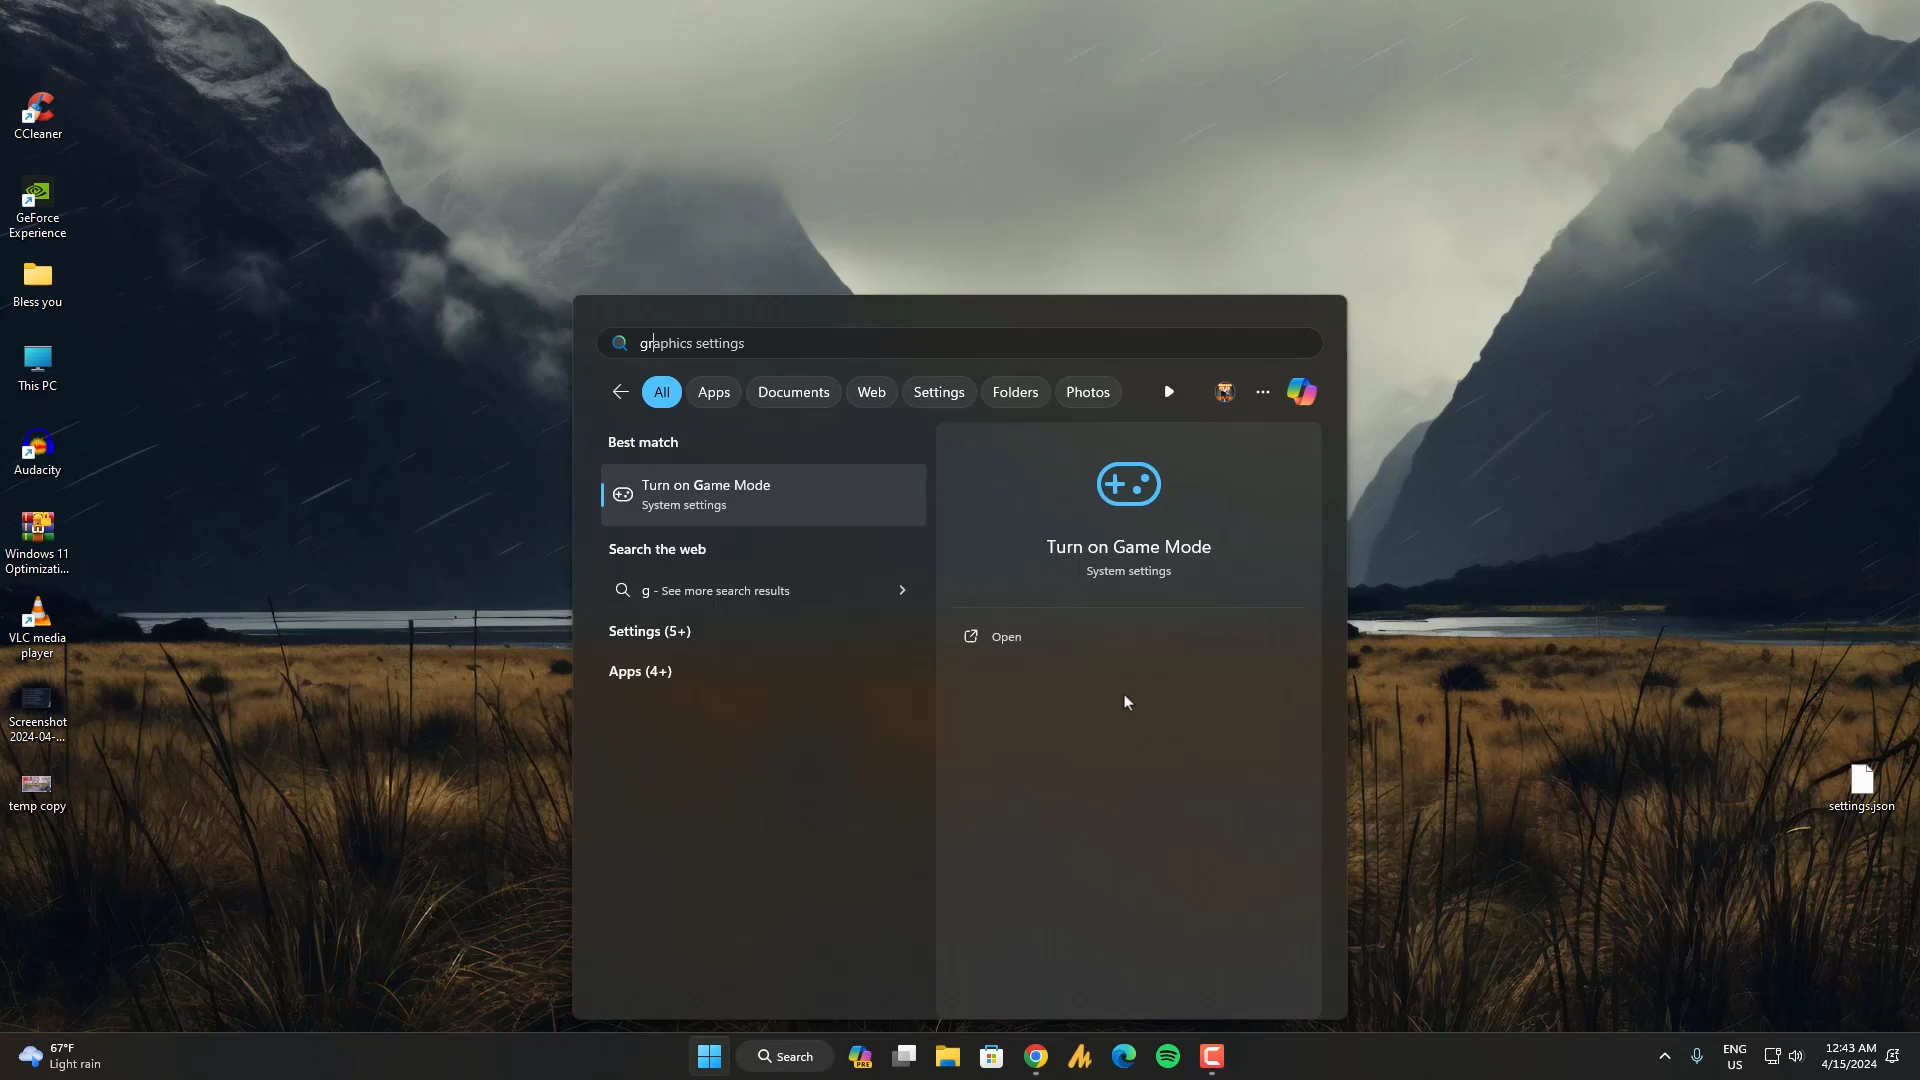 CCleaner
GeForce
Experience
Bless you
This PC
Audacity
Windows 11
Optimizati...
VLC media
player
Screenshot
2024-04-...
temp copy
graphics settings
All
Apps
Documents
Web
Settings
Folders
Photos
Best match
Turn on Game Mode
System settings
Search the web
g - See more search results
Settings (5+)
Apps (4+)
Turn on Game Mode
System settings
Open
settings.json
67°F
Light rain
Search
PRE
ENG
US
12:43 AM
4/15/2024